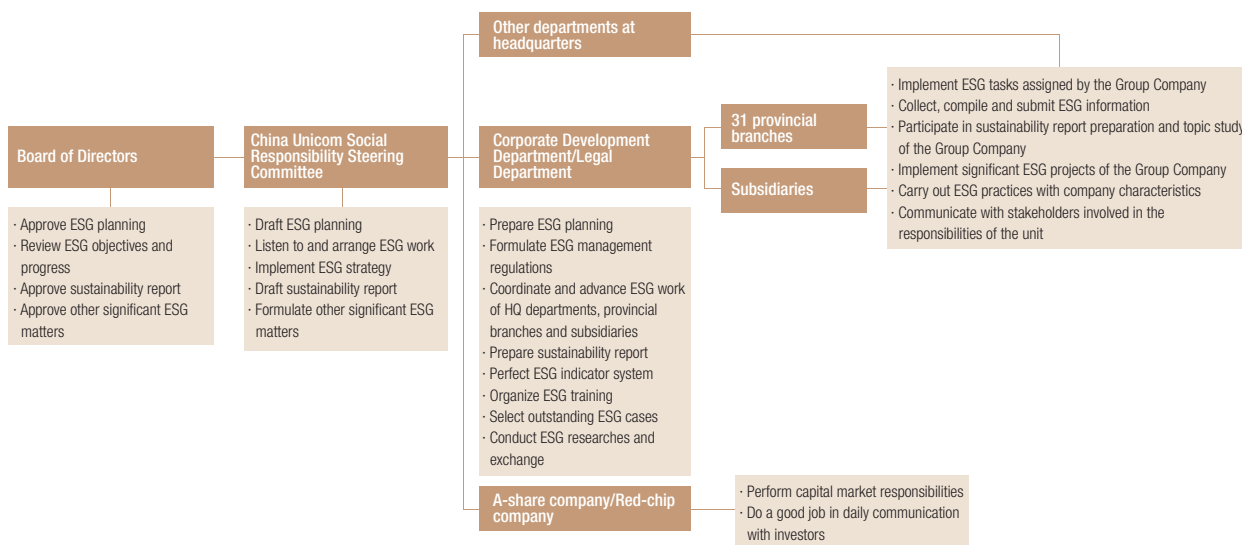 Other departments at
headquarters
Board of Directors
China Unicom Social
Responsibility Steering
Committee
Corporate Development
Department/Legal
Department
31 provincial
branches
Subsidiaries
· Implement ESG tasks assigned by the Group Company
· Collect, compile and submit ESG information
· Participate in sustainability report preparation and topic study
of the Group Company
· Implement significant ESG projects of the Group Company
· Carry out ESG practices with company characteristics
· Communicate with stakeholders involved in the
responsibilities of the unit
· Approve ESG planning
· Review ESG objectives and
progress
· Approve sustainability report
· Approve other significant ESG
matters
· Draft ESG planning
· Listen to and arrange ESG work
· Implement ESG strategy
· Draft sustainability report
· Formulate other significant ESG
matters
· Prepare ESG planning
· Formulate ESG management
regulations
· Coordinate and advance ESG work
of HQ departments, provincial
branches and subsidiaries
· Prepare sustainability report
· Perfect ESG indicator system
· Organize ESG training
· Select outstanding ESG cases
· Conduct ESG researches and
exchange
A-share company/Red-chip
company
· Perform capital market responsibilities
· Do a good job in daily communication
with investors